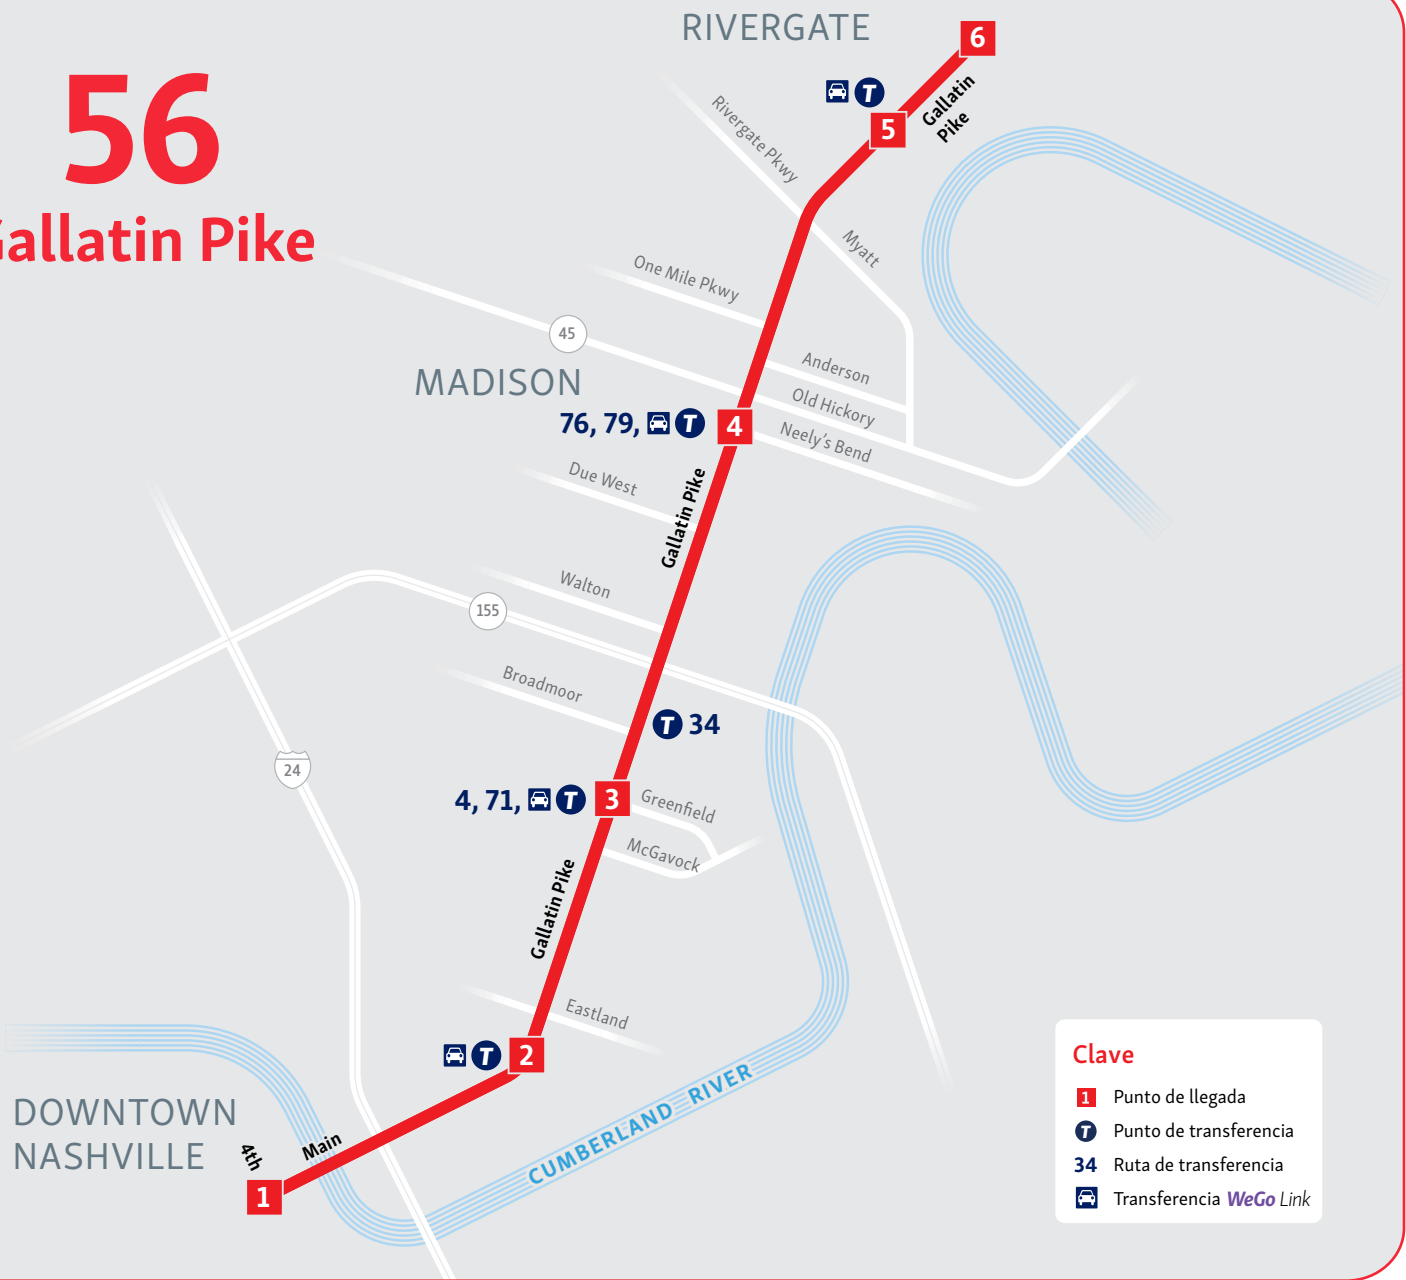 RIVERGATE
6
56
Gallatin Pike
5
Gallatin
Pike
Rivergate Pkwy
Myatt
One Mile Pkwy
45
MADISON
Anderson
Old Hickory
76, 79, T
4
Neely's Bend
Due West
Gallatin Pike
Walton
155
Broadmoor
T 34
24
4, 71, T
3
Greenfield
McGavock
Gallatin Pike
Eastland
T
2
DOWNTOWN
NASHVILLE
4th
Main
1
CUMBERLAND RIVER
Clave
1 Punto de llegada
T Punto de transferencia
34 Ruta de transferencia
Transferencia WeGo Link
T